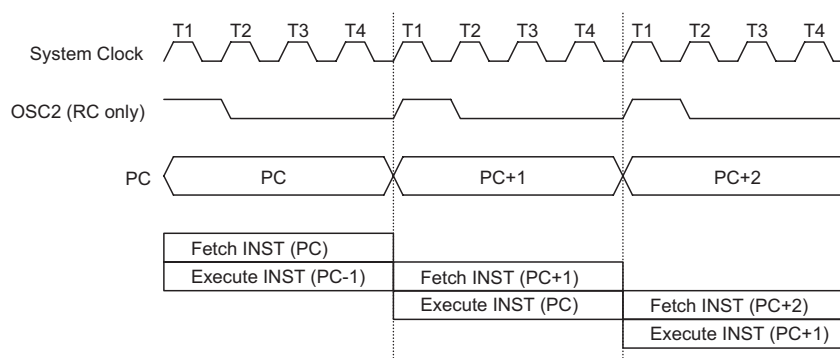 T1 T2 T3 T4 T1 T2 T3 T4 T1 T2 T3 T4
System Clock
OSC2 (RC only)
PC PC PC+1 PC+2
Fetch INST (PC)
Execute INST (PC-1) Fetch INST (PC+1)
Execute INST (PC) Fetch INST (PC+2)
Execute INST (PC+1)